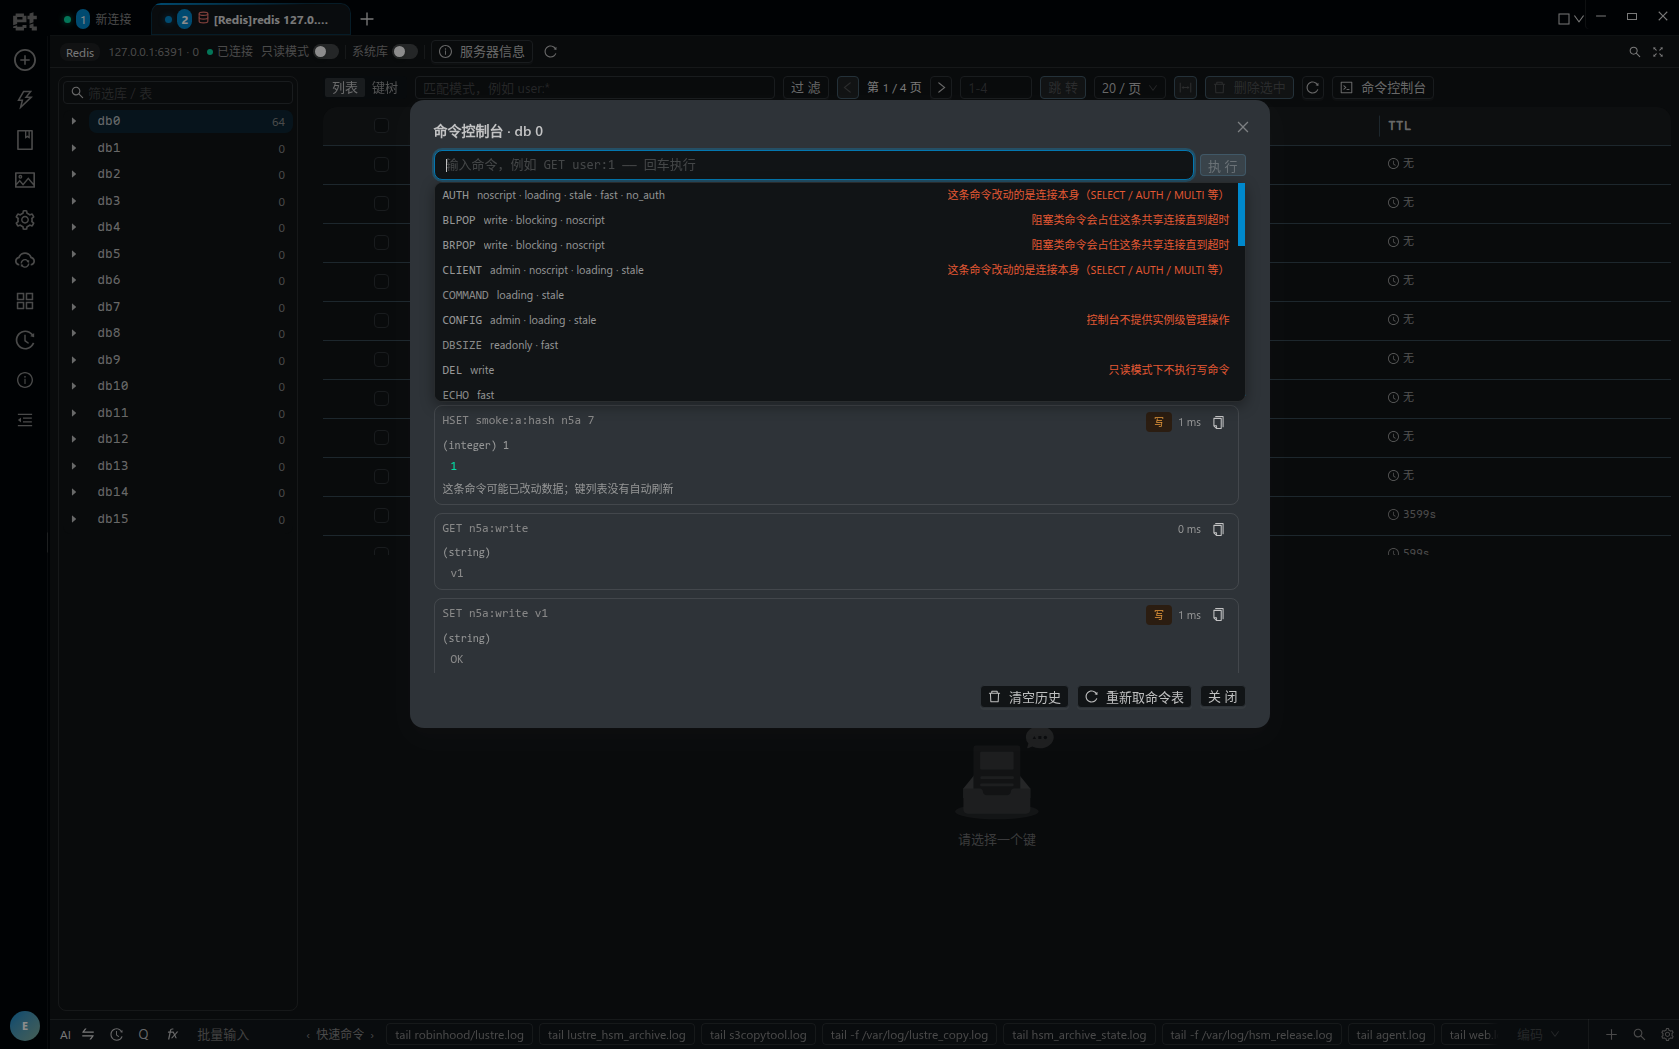 et
1 新连接
2 [Redis]redis 127.0....
Redis 127.0.0.1:6391 · 0 已连接 只读模式 系统库 服务器信息
筛选库 / 表
列表 键树 匹配模式，例如 user:* 过 滤 第 1 / 4 页 1-4 跳 转 20 / 页 删除选中 命令控制台
db0 64
db1 0
db2 0
db3 0
db4 0
db5 0
db6 0
db7 0
db8 0
db9 0
db10 0
db11 0
db12 0
db13 0
db14 0
db15 0
TTL
无
无
无
无
无
无
无
无
无
3599s
599s
命令控制台 · db 0
输入命令，例如 GET user:1 — 回车执行 执 行
AUTH noscript · loading · stale · fast · no_auth 这条命令改动的是连接本身（SELECT / AUTH / MULTI 等）
BLPOP write · blocking · noscript 阻塞类命令会占住这条共享连接直到超时
BRPOP write · blocking · noscript 阻塞类命令会占住这条共享连接直到超时
CLIENT admin · noscript · loading · stale 这条命令改动的是连接本身（SELECT / AUTH / MULTI 等）
COMMAND loading · stale
CONFIG admin · loading · stale 控制台不提供实例级管理操作
DBSIZE readonly · fast
DEL write 只读模式下不执行写命令
ECHO fast
HSET smoke:a:hash n5a 7 写 1 ms
(integer) 1
1
这条命令可能已改动数据；键列表没有自动刷新
GET n5a:write 0 ms
(string)
v1
SET n5a:write v1 写 1 ms
(string)
OK
清空历史 重新取命令表 关 闭
请选择一个键
E
AI fx 批量输入 ‹ 快速命令 › tail robinhood/lustre.log tail lustre_hsm_archive.log tail s3copytool.log tail -f /var/log/lustre_copy.log tail hsm_archive_state.log tail -f /var/log/hsm_release.log tail agent.log tail web. 编码